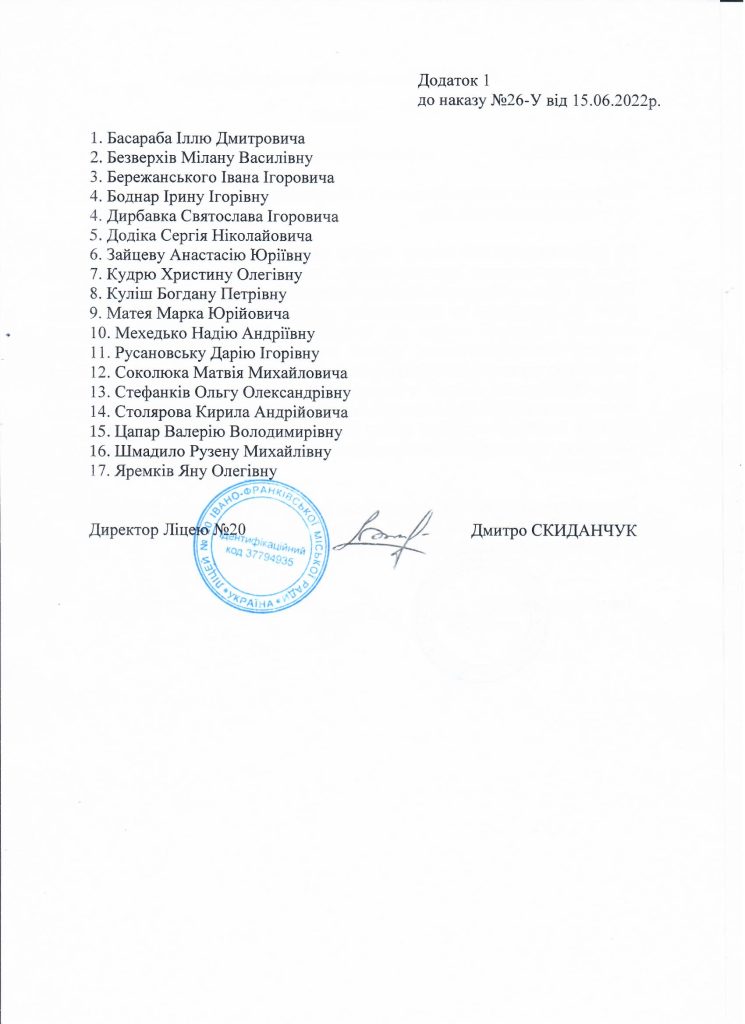 Додаток 1
до наказу №26-У від 15.06.2022р.
1. Басараба Іллю Дмитровича
2. Безверхів Мілану Василівну
3. Бережанського Івана Ігоровича
4. Боднар Ірину Ігорівну
4. Дирбавка Святослава Ігоровича
5. Додіка Сергія Ніколайовича
6. Зайцеву Анастасію Юріївну
7. Кудрю Христину Олегівну
8. Куліш Богдану Петрівну
9. Матея Марка Юрійовича
10. Мехедько Надію Андріївну
11. Русановську Дарію Ігорівну
12. Соколюка Матвія Михайловича
13. Стефанків Ольгу Олександрівну
14. Столярова Кирила Андрійовича
15. Цапар Валерію Володимирівну
16. Шмадило Рузену Михайлівну
17. Яремків Яну Олегівну
Директор Ліцею №20
Дмитро СКИДАНЧУК
ЛІЦЕЙ № 20 ІВАНО-ФРАНКІВСЬКОЇ МІСЬКОЇ РАДИ
УКРАЇНА
Ідентифікаційний
код 37794935